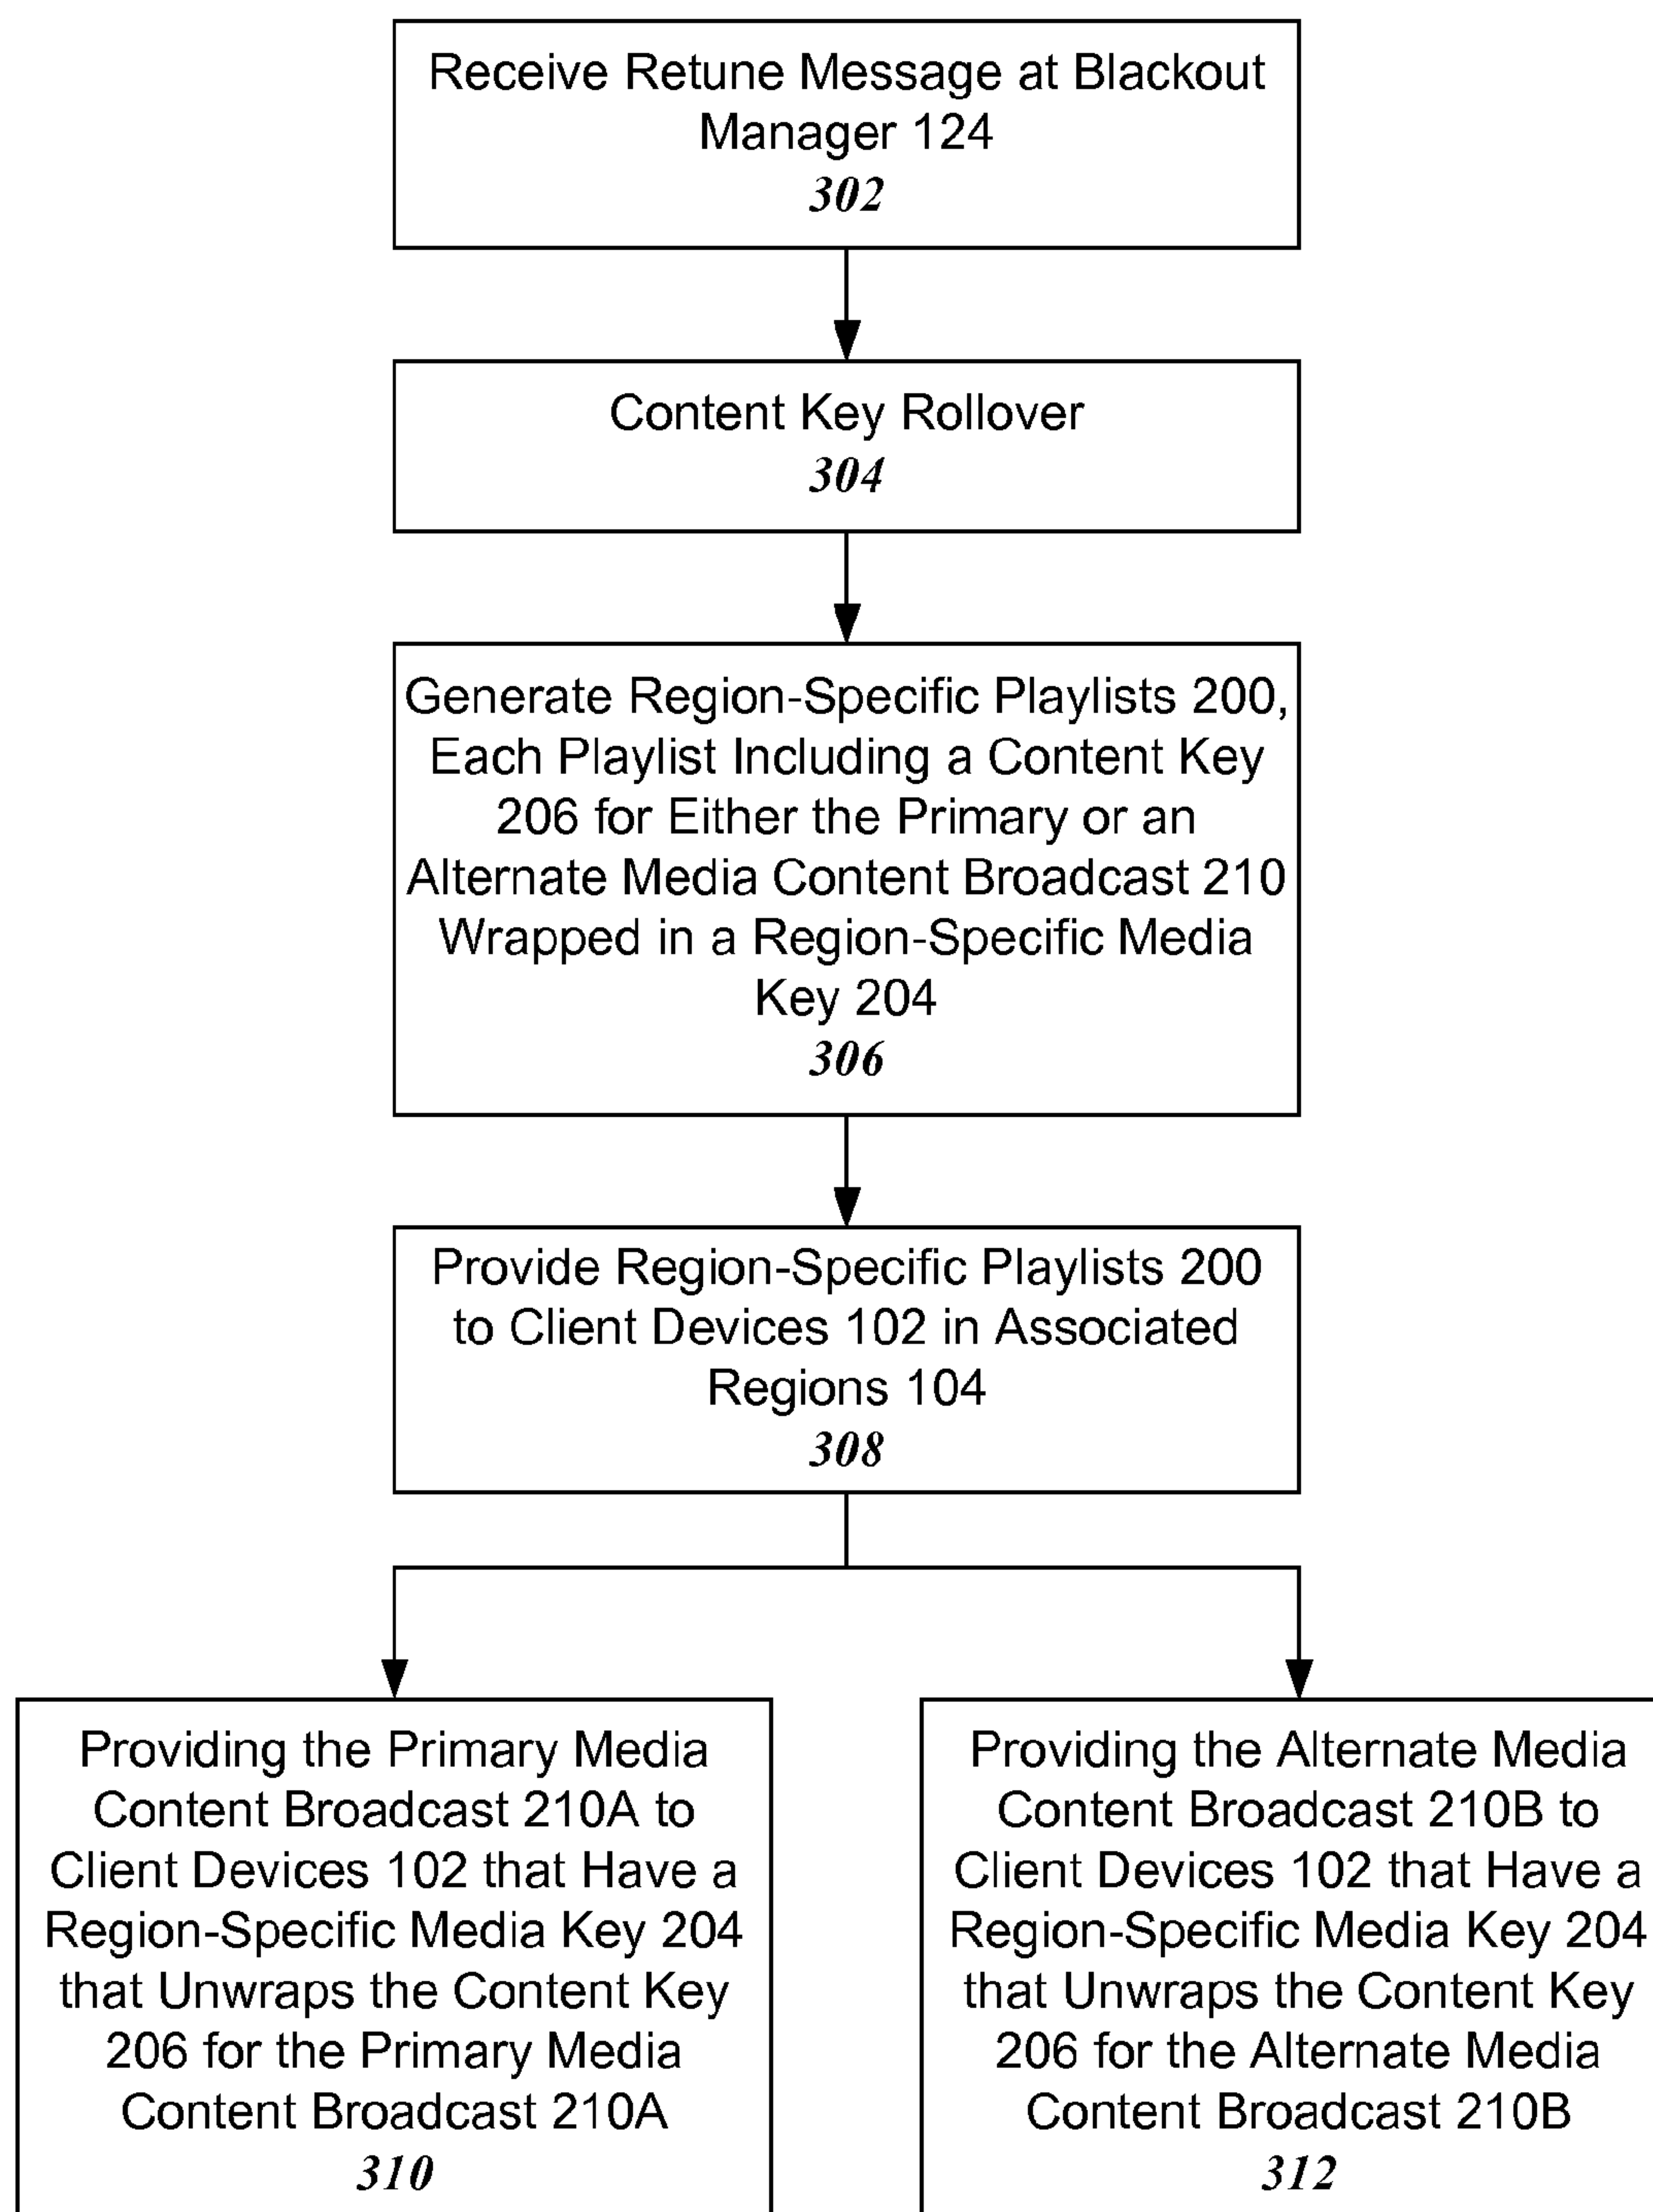 Receive Retune Message at Blackout
Manager 124
302
Content Key Rollover
304
Generate Region-Specific Playlists 200,
Each Playlist Including a Content Key
206 for Either the Primary or an
Alternate Media Content Broadcast 210
Wrapped in a Region-Specific Media
Key 204
306
Provide Region-Specific Playlists 200
to Client Devices 102 in Associated
Regions 104
308
Providing the Primary Media
Content Broadcast 210A to
Client Devices 102 that Have a
Region-Specific Media Key 204
that Unwraps the Content Key
206 for the Primary Media
Content Broadcast 210A
310
Providing the Alternate Media
Content Broadcast 210B to
Client Devices 102 that Have a
Region-Specific Media Key 204
that Unwraps the Content Key
206 for the Alternate Media
Content Broadcast 210B
312